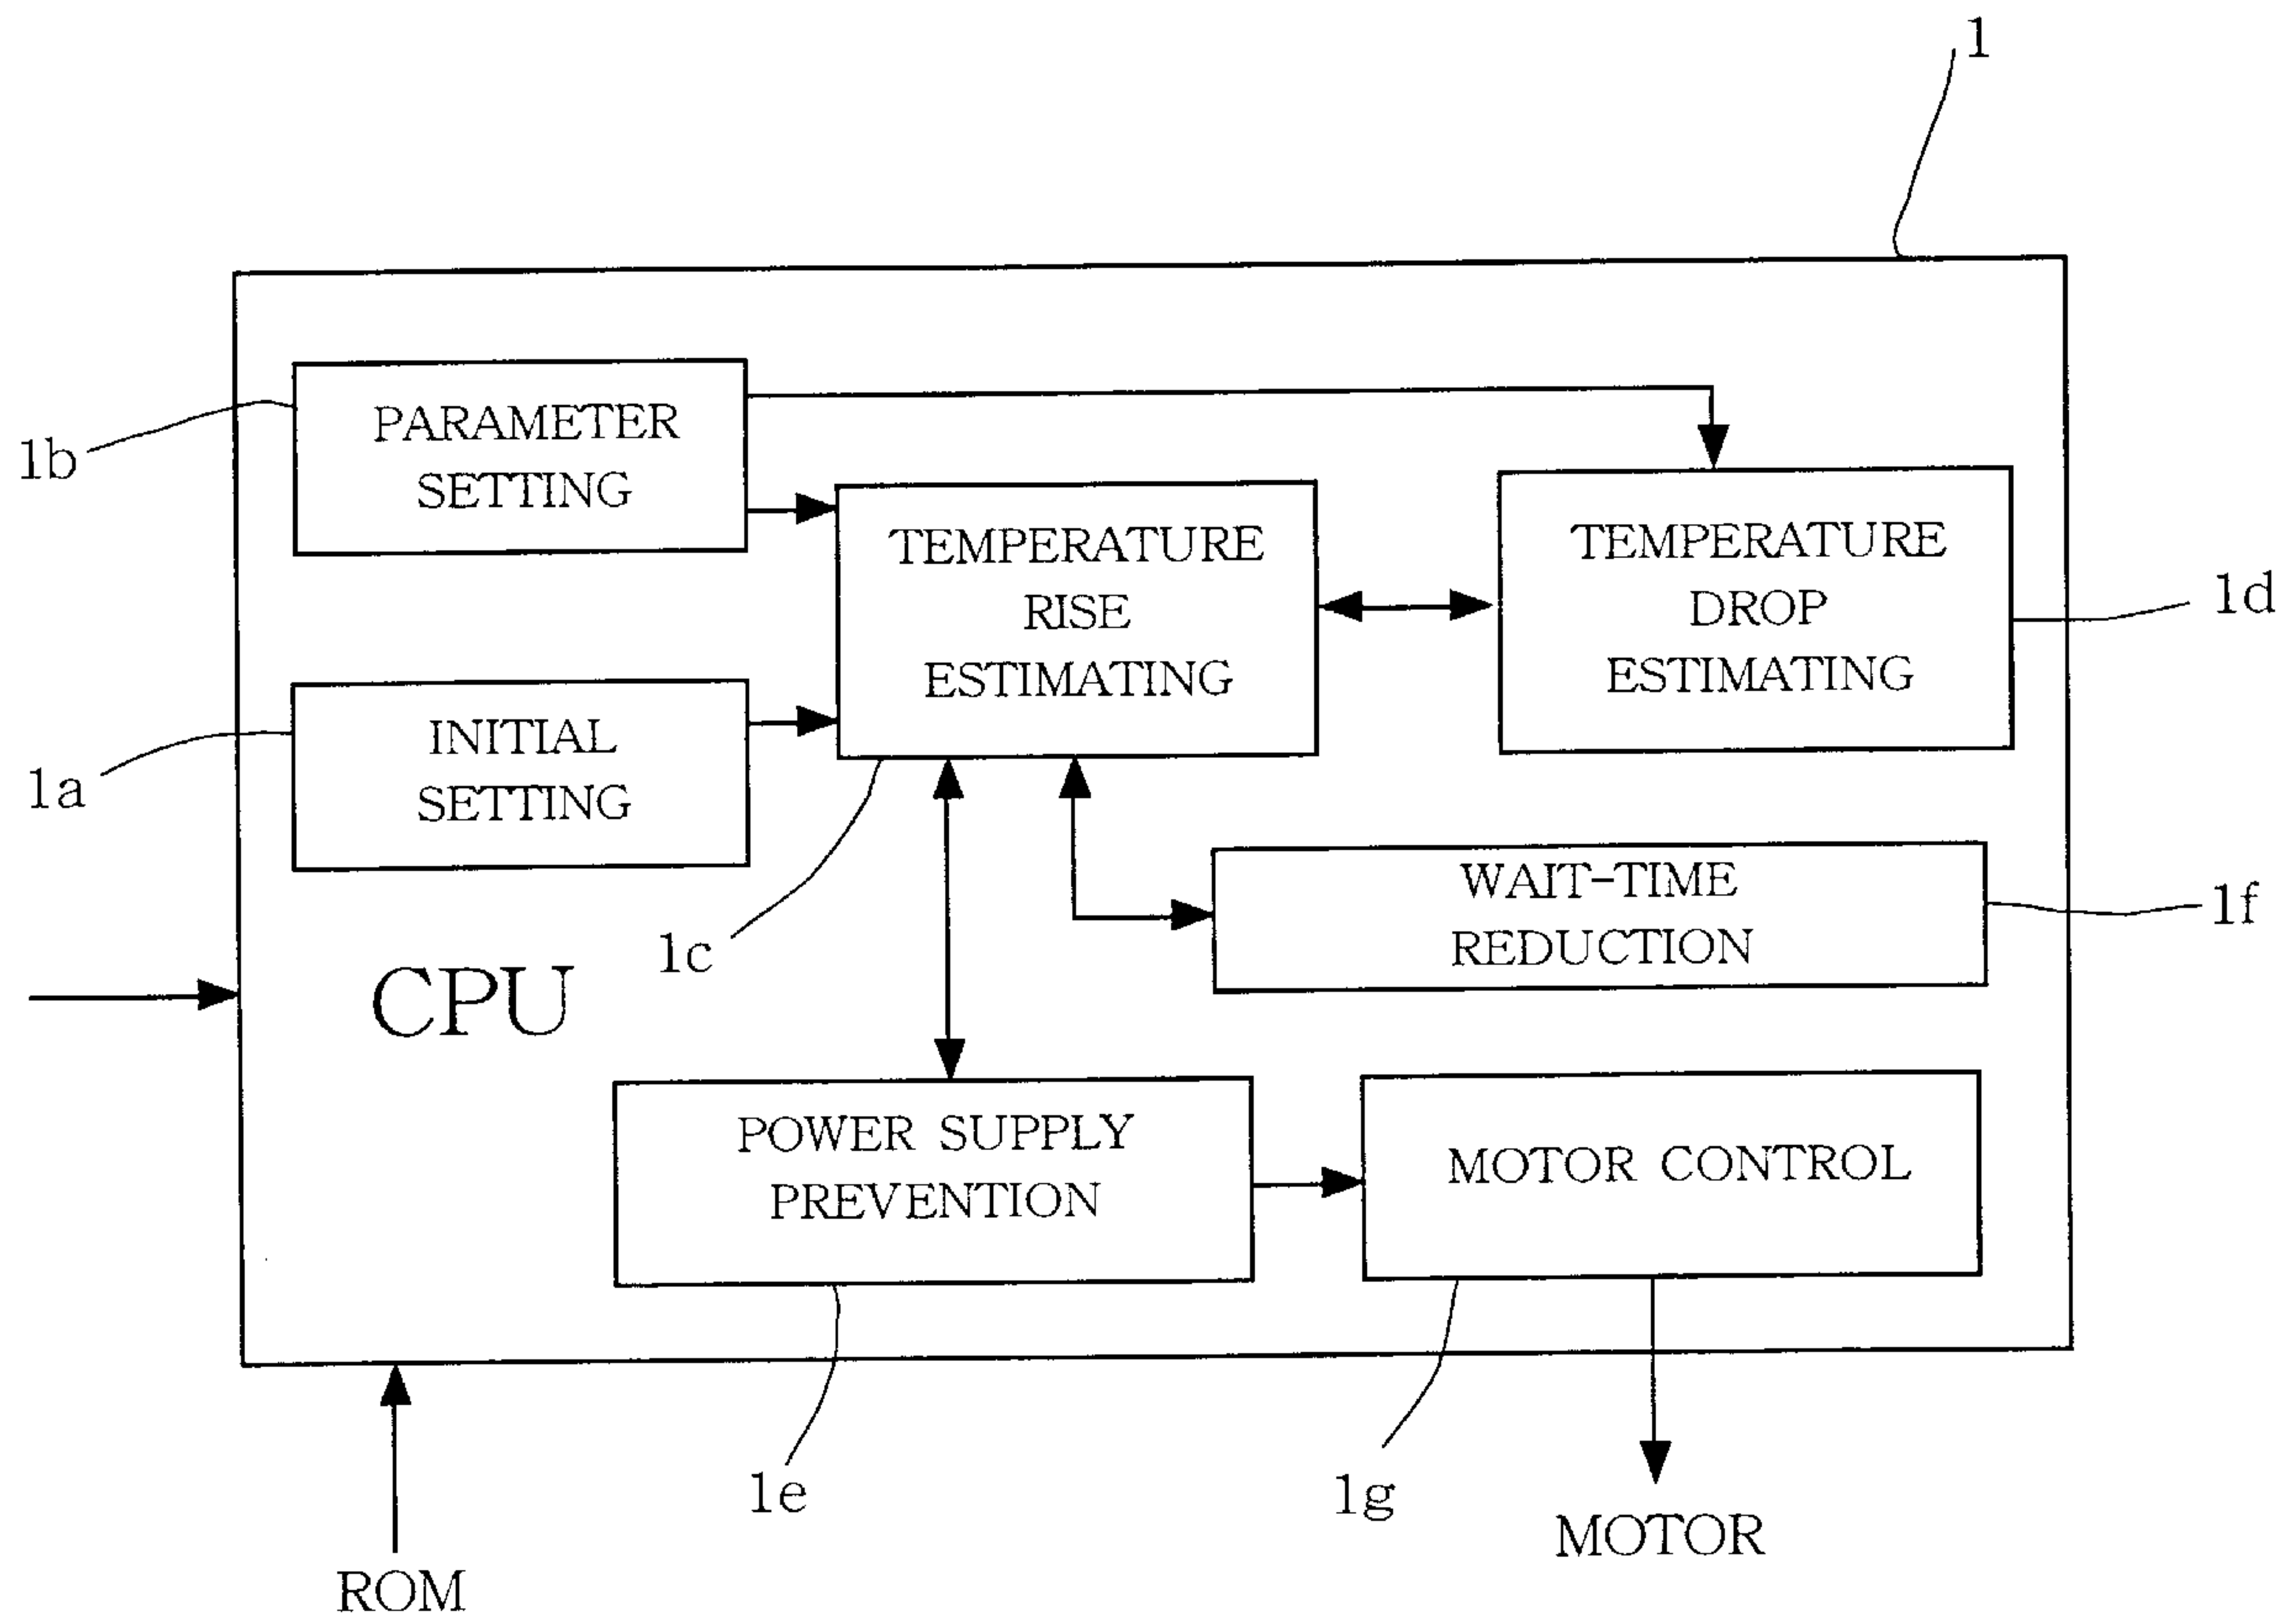 1
1b
PARAMETER
SETTING
TEMPERATURE
RISE
ESTIMATING
TEMPERATURE
DROP
ESTIMATING
1d
1a
INITIAL
SETTING
1c
WAIT-TIME
REDUCTION
1f
CPU
POWER SUPPLY
PREVENTION
MOTOR CONTROL
1e
1g
MOTOR
ROM